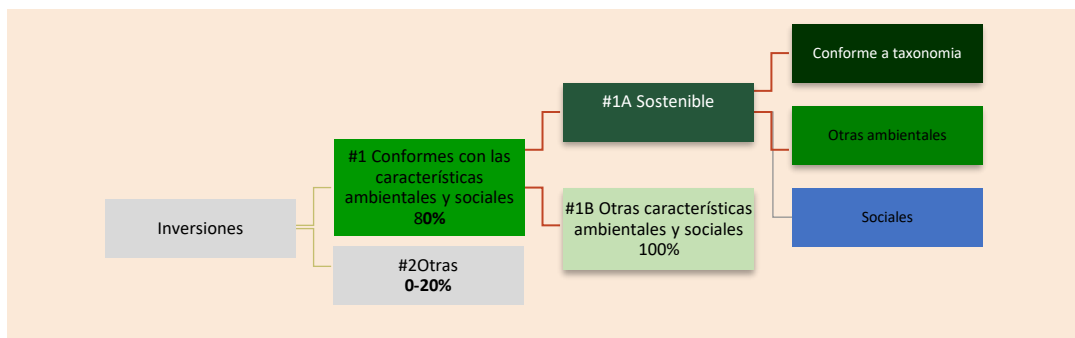 Inversiones
#1 Conformes con las
características
ambientales y sociales
80%
#2Otras
0-20%
#1A Sostenible
#1B Otras características
ambientales y sociales
100%
Conforme a taxonomia
Otras ambientales
Sociales